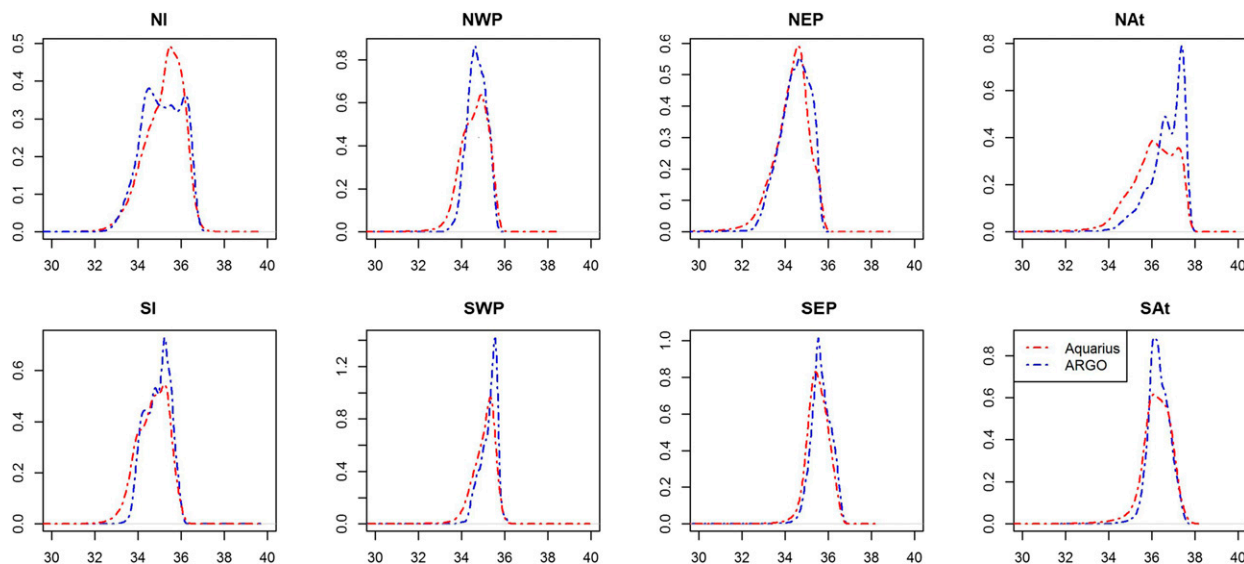 NI
NWP
NEP
NAt
0.0 0.1 0.2 0.3 0.4 0.5
0.0 0.2 0.4 0.6 0.8
0.0 0.1 0.2 0.3 0.4 0.5 0.6
0.0 0.2 0.4 0.6 0.8
30 32 34 36 38 40
30 32 34 36 38 40
30 32 34 36 38 40
30 32 34 36 38 40
SI
SWP
SEP
SAt
0.0 0.2 0.4 0.6
0.0 0.4 0.8 1.2
0.0 0.2 0.4 0.6 0.8 1.0
0.0 0.2 0.4 0.6 0.8
Aquarius
ARGO
30 32 34 36 38 40
30 32 34 36 38 40
30 32 34 36 38 40
30 32 34 36 38 40